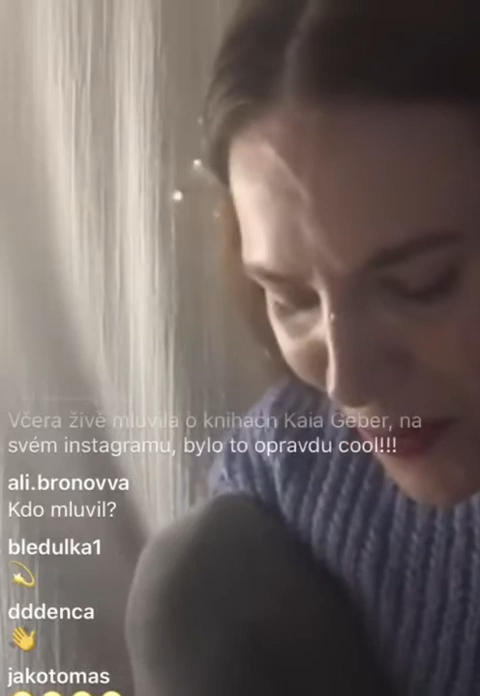 Včera živě mluvila o knihách Kaia Geber, na
svém instagramu, bylo to opravdu cool!!!
ali.bronovva
Kdo mluvil?
bledulka1
💫
dddenca
👋
jakotomas